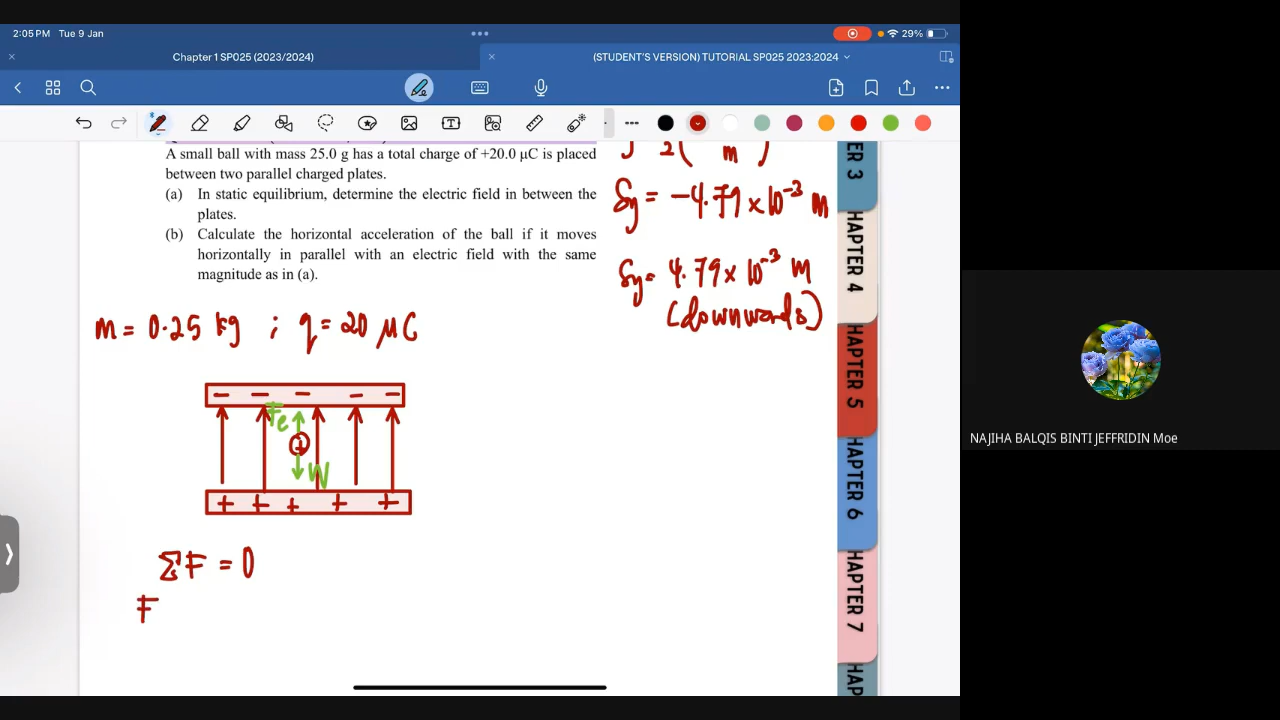 2:05 PM Tue 9 Jan
29%
Chapter 1 SP025 (2023/2024)
(STUDENT'S VERSION) TUTORIAL SP025 2023:2024
A small ball with mass 25.0 g has a total charge of +20.0 μC is placed
between two parallel charged plates.
(a) In static equilibrium, determine the electric field in between the
plates.
(b) Calculate the horizontal acceleration of the ball if it moves
horizontally in parallel with an electric field with the same
magnitude as in (a).
m = 0.25 kg ; q = 20 μC
- - - - -
Fe
+
W
+ + + + +
ΣF = 0
F
2 ( m )
Sy = -4.79 × 10⁻³ m
Sy = 4.79 × 10⁻³ m
(downwards)
ER 3
HAPTER 4
HAPTER 5
HAPTER 6
HAPTER 7
HAP
NAJIHA BALQIS BINTI JEFFRIDIN Moe